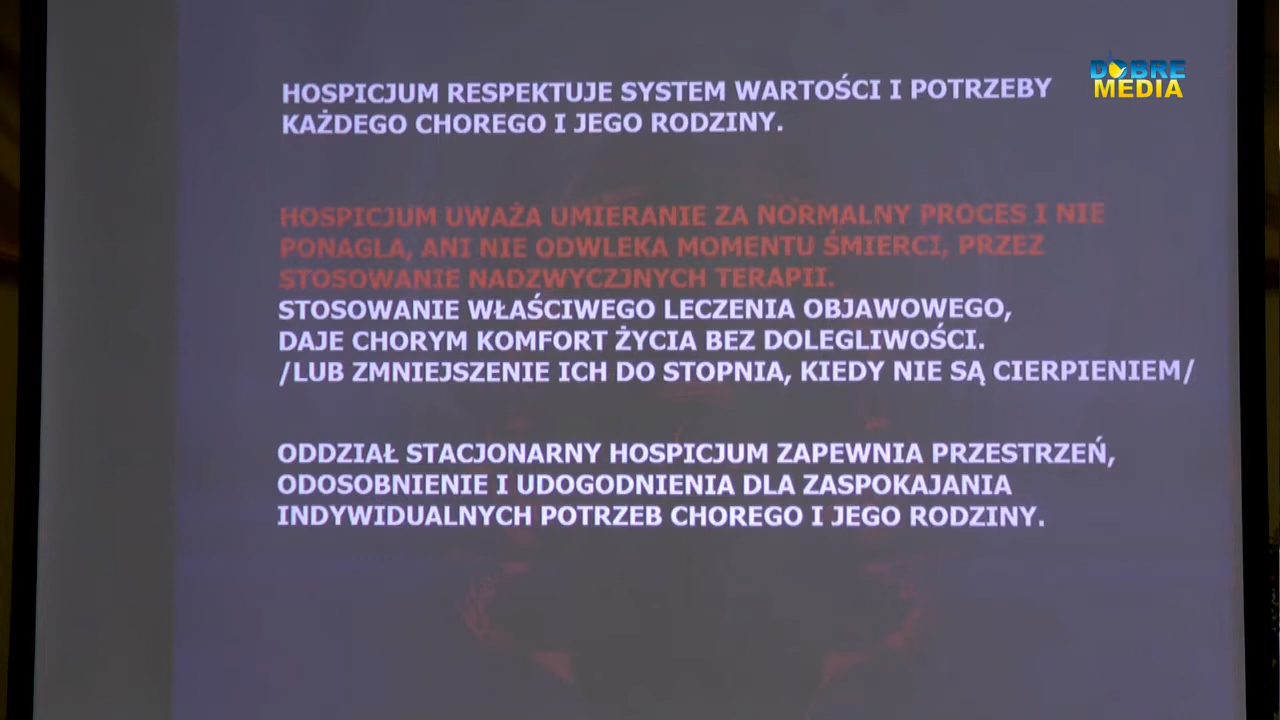 DOBRE
MEDIA
HOSPICJUM RESPEKTUJE SYSTEM WARTOŚCI I POTRZEBY
KAŻDEGO CHOREGO I JEGO RODZINY.
HOSPICJUM UWAŻA UMIERANIE ZA NORMALNY PROCES I NIE
PONAGLA, ANI NIE ODWLEKA MOMENTU ŚMIERCI, PRZEZ
STOSOWANIE NADZWYCZJNYCH TERAPII.
STOSOWANIE WŁAŚCIWEGO LECZENIA OBJAWOWEGO,
DAJE CHORYM KOMFORT ŻYCIA BEZ DOLEGLIWOŚCI.
/LUB ZMNIEJSZENIE ICH DO STOPNIA, KIEDY NIE SĄ CIERPIENIEM/
ODDZIAŁ STACJONARNY HOSPICJUM ZAPEWNIA PRZESTRZEŃ,
ODOSOBNIENIE I UDOGODNIENIA DLA ZASPOKAJANIA
INDYWIDUALNYCH POTRZEB CHOREGO I JEGO RODZINY.